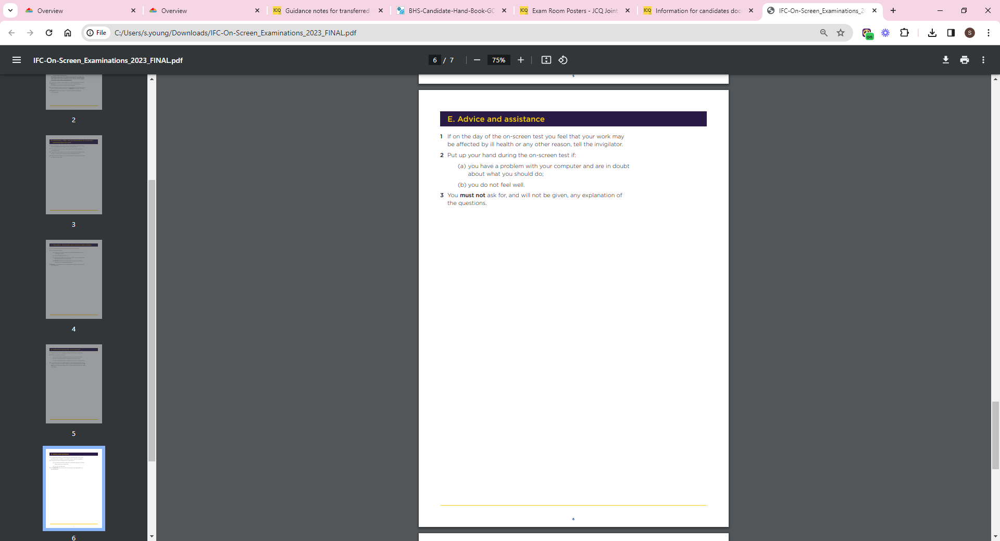 Overview
Overview
JCQ Guidance notes for transferred
BHS-Candidate-Hand-Book-GC
JCQ Exam Room Posters - JCQ Joint
JCQ Information for candidates doc
IFC-On-Screen_Examinations_2
File
C:/Users/s.young/Downloads/IFC-On-Screen_Examinations_2023_FINAL.pdf
on
S
IFC-On-Screen_Examinations_2023_FINAL.pdf
6 / 7
75%
2
3
4
5
6
5
E. Advice and assistance
1 If on the day of the on-screen test you feel that your work may
be affected by ill health or any other reason, tell the invigilator.
2 Put up your hand during the on-screen test if:
(a) you have a problem with your computer and are in doubt
about what you should do;
(b) you do not feel well.
3 You must not ask for, and will not be given, any explanation of
the questions.
6